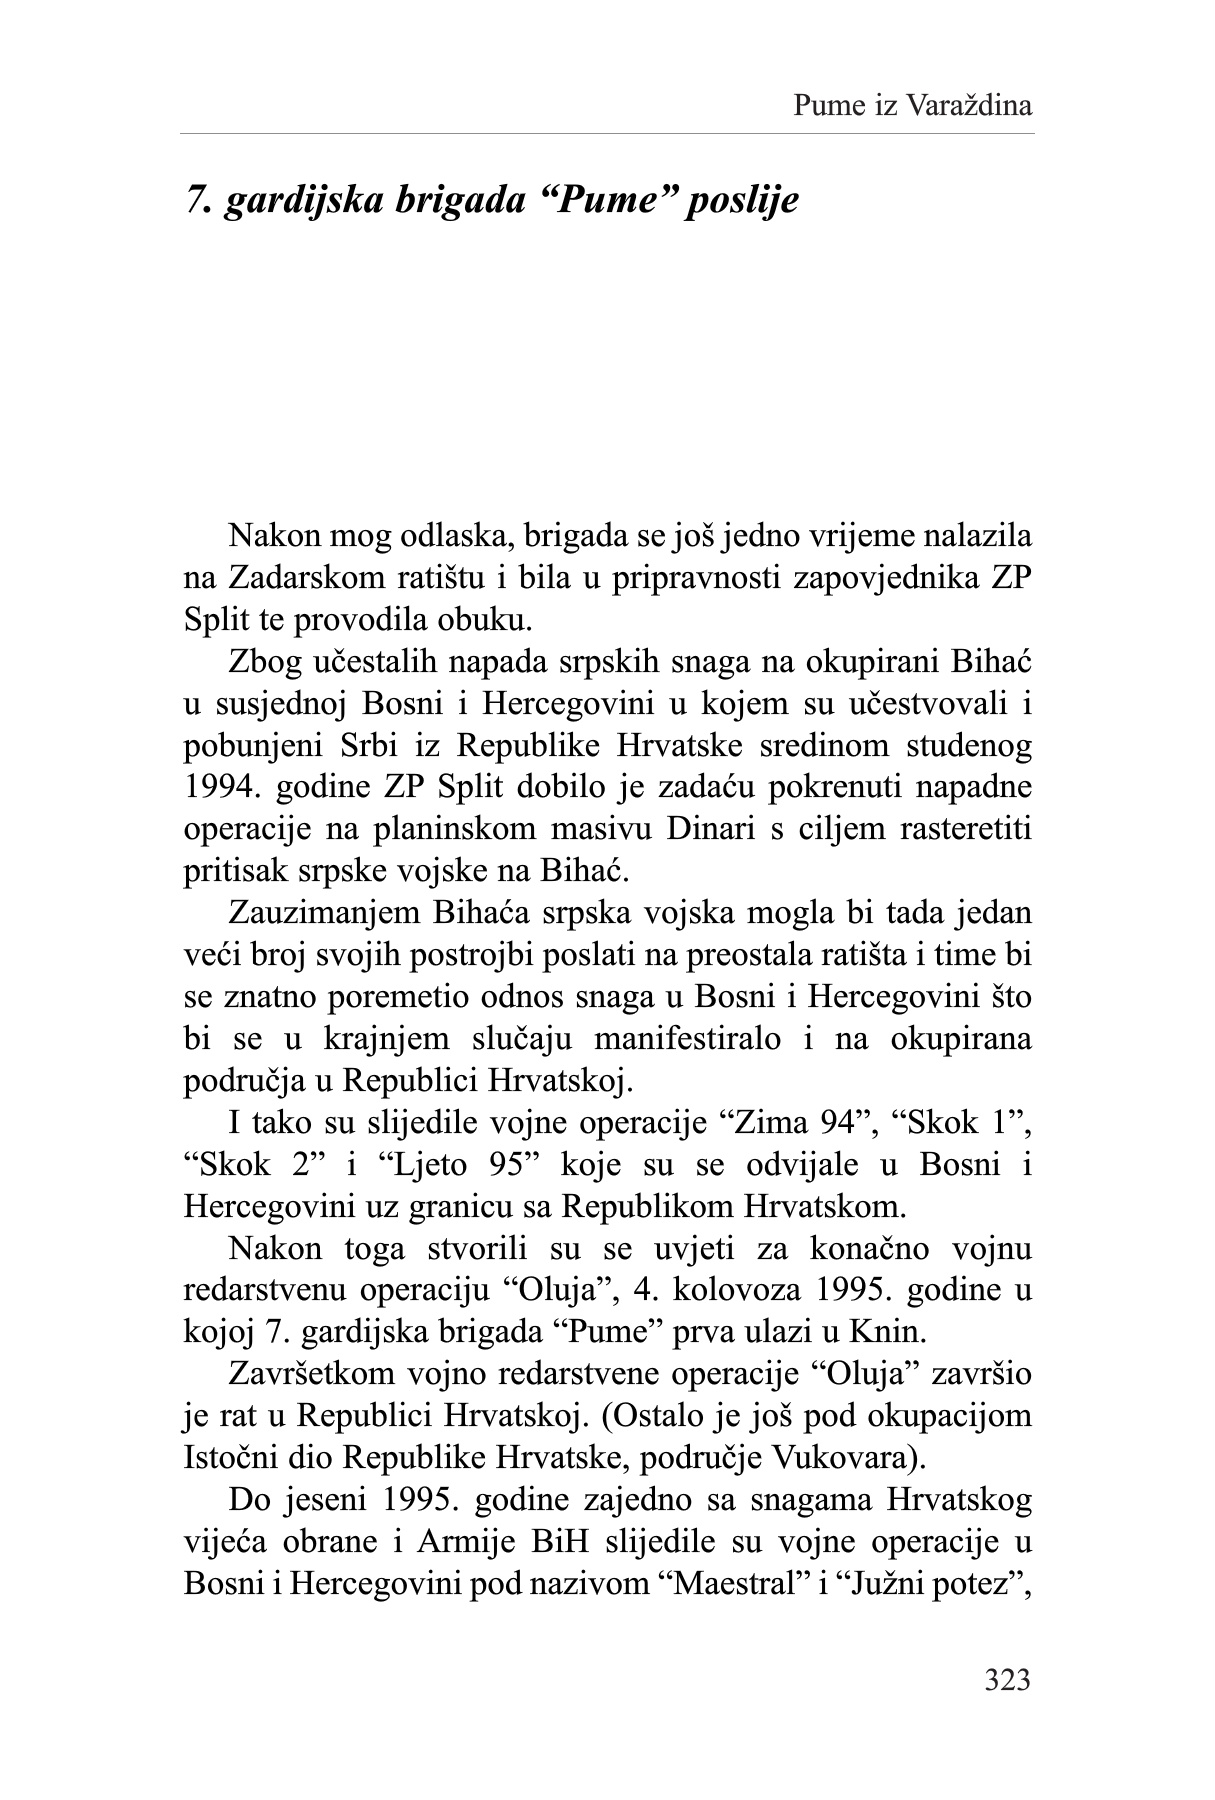 Pume iz Varaždina
7. gardijska brigada “Pume” poslije
Nakon mog odlaska, brigada se još jedno vrijeme nalazila
na Zadarskom ratištu i bila u pripravnosti zapovjednika ZP
Split te provodila obuku.
Zbog učestalih napada srpskih snaga na okupirani Bihać
u susjednoj Bosni i Hercegovini u kojem su učestvovali i
pobunjeni Srbi iz Republike Hrvatske sredinom studenog
1994. godine ZP Split dobilo je zadaću pokrenuti napadne
operacije na planinskom masivu Dinari s ciljem rasteretiti
pritisak srpske vojske na Bihać.
Zauzimanjem Bihaća srpska vojska mogla bi tada jedan
veći broj svojih postrojbi poslati na preostala ratišta i time bi
se znatno poremetio odnos snaga u Bosni i Hercegovini što
bi se u krajnjem slučaju manifestiralo i na okupirana
područja u Republici Hrvatskoj.
I tako su slijedile vojne operacije “Zima 94”, “Skok 1”,
“Skok 2” i “Ljeto 95” koje su se odvijale u Bosni i
Hercegovini uz granicu sa Republikom Hrvatskom.
Nakon toga stvorili su se uvjeti za konačno vojnu
redarstvenu operaciju “Oluja”, 4. kolovoza 1995. godine u
kojoj 7. gardijska brigada “Pume” prva ulazi u Knin.
Završetkom vojno redarstvene operacije “Oluja” završio
je rat u Republici Hrvatskoj. (Ostalo je još pod okupacijom
Istočni dio Republike Hrvatske, područje Vukovara).
Do jeseni 1995. godine zajedno sa snagama Hrvatskog
vijeća obrane i Armije BiH slijedile su vojne operacije u
Bosni i Hercegovini pod nazivom “Maestral” i “Južni potez”,
323